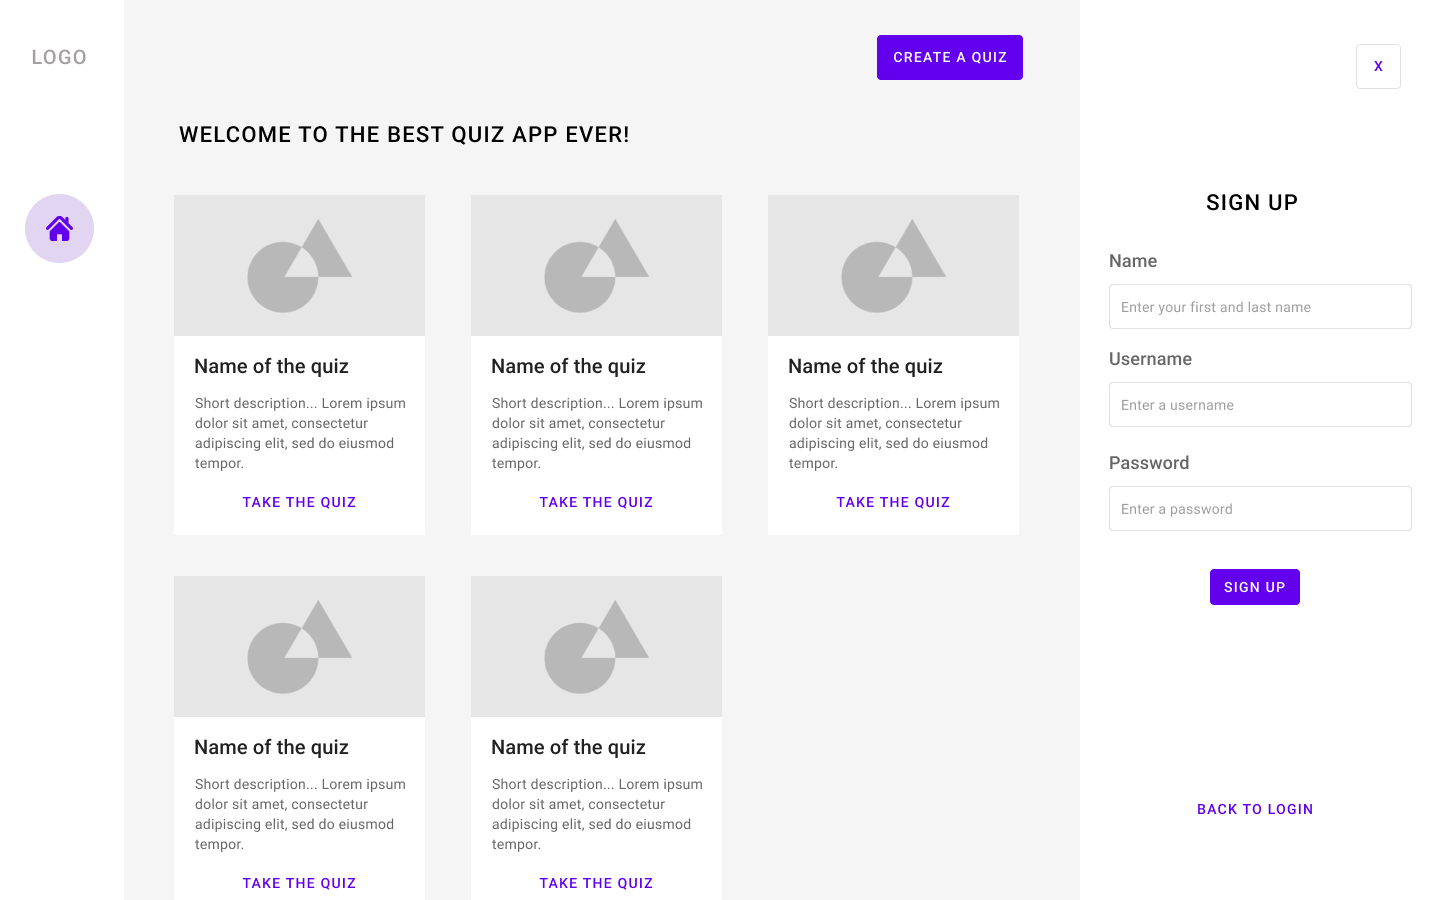 LOGO
CREATE A QUIZ
X
WELCOME TO THE BEST QUIZ APP EVER!
Name of the quiz
Short description... Lorem ipsum
dolor sit amet, consectetur
adipiscing elit, sed do eiusmod
tempor.
TAKE THE QUIZ
Name of the quiz
Short description... Lorem ipsum
dolor sit amet, consectetur
adipiscing elit, sed do eiusmod
tempor.
TAKE THE QUIZ
Name of the quiz
Short description... Lorem ipsum
dolor sit amet, consectetur
adipiscing elit, sed do eiusmod
tempor.
TAKE THE QUIZ
Name of the quiz
Short description... Lorem ipsum
dolor sit amet, consectetur
adipiscing elit, sed do eiusmod
tempor.
TAKE THE QUIZ
Name of the quiz
Short description... Lorem ipsum
dolor sit amet, consectetur
adipiscing elit, sed do eiusmod
tempor.
TAKE THE QUIZ
SIGN UP
Name
Enter your first and last name
Username
Enter a username
Password
Enter a password
SIGN UP
BACK TO LOGIN